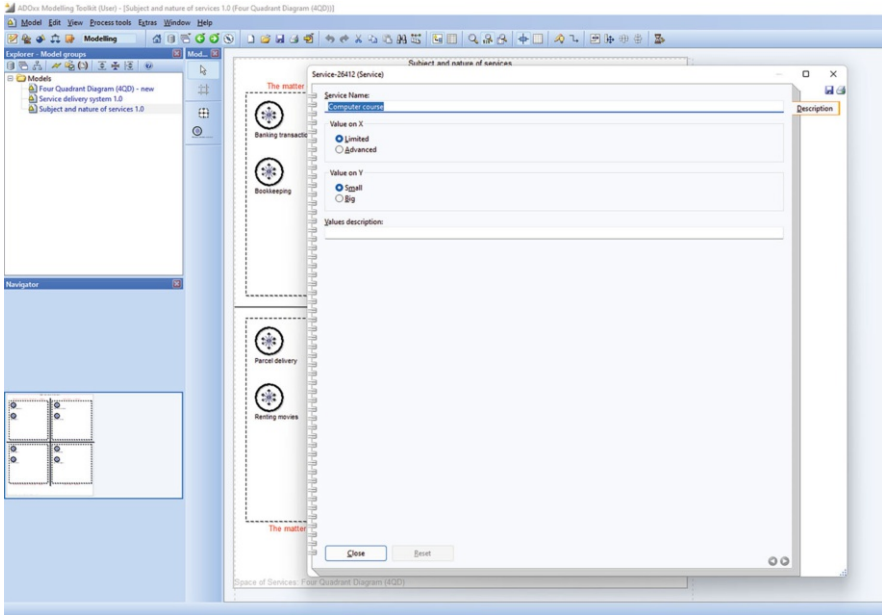 ADOxx Modelling Toolkit (User) - [Subject and nature of services 1.0 (Four Quadrant Diagram (4QD))]
Model Edit View Process tools Extras Window Help
Modelling
Explorer - Model groups
Mod...
Models
Four Quadrant Diagram (4QD) - new
Service delivery system 1.0
Subject and nature of services 1.0
Navigator
Subject and nature of services
The matter
Banking transactio
Bookkeeping
Parcel delivery
Renting movies
The matter
Space of Services: Four Quadrant Diagram (4QD)
Service-26412 (Service)
Service Name:
Computer course
Description
Value on X
Limited
Advanced
Value on Y
Small
Big
Values description:
Close
Reset